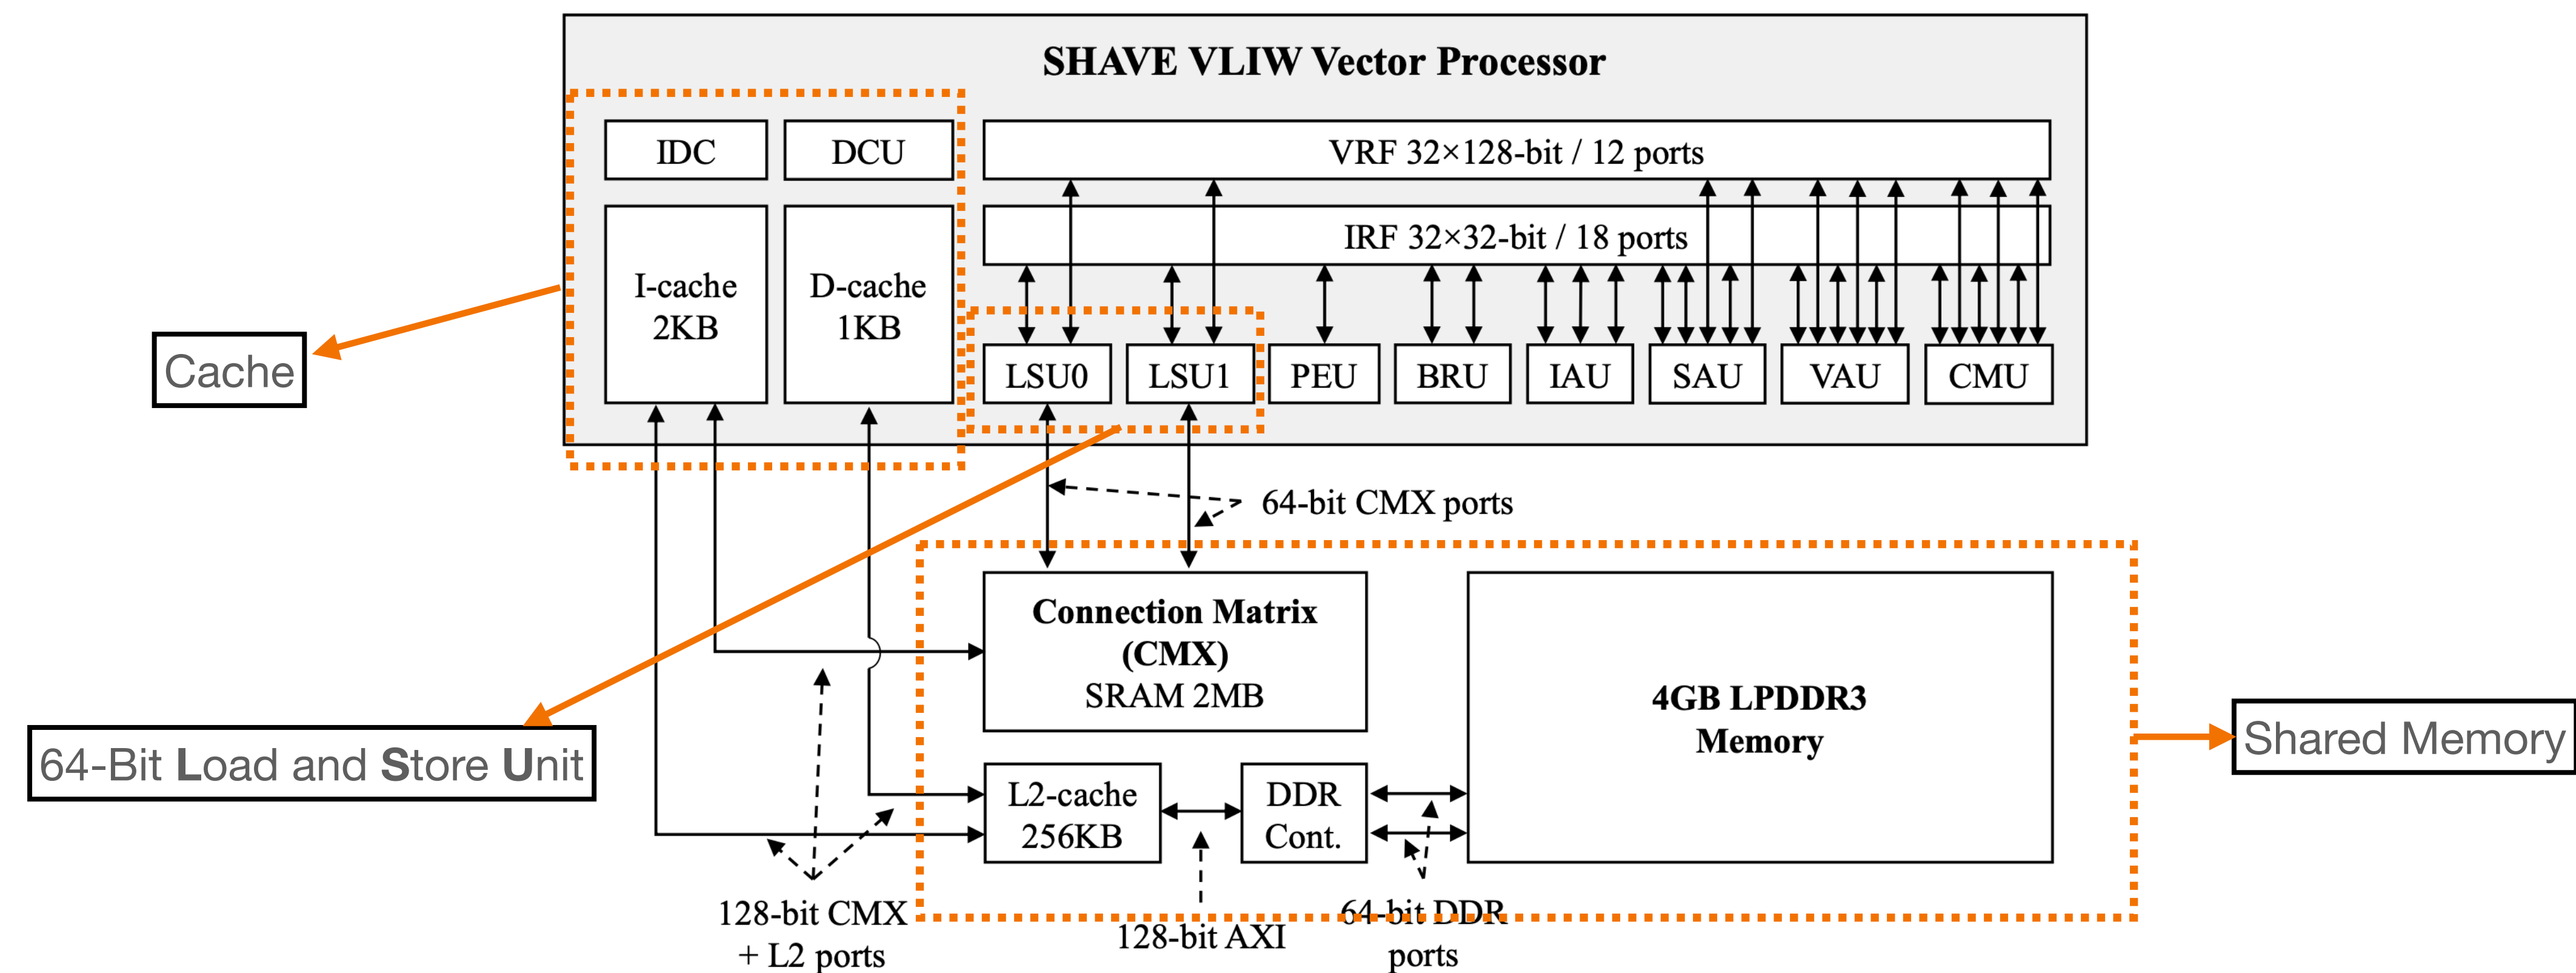 SHAVE VLIW Vector Processor
IDC
DCU
VRF 32×128-bit / 12 ports
IRF 32×32-bit / 18 ports
I-cache
2KB
D-cache
1KB
Cache
LSU0
LSU1
PEU
BRU
IAU
SAU
VAU
CMU
64-bit CMX ports
Connection Matrix
(CMX)
SRAM 2MB
4GB LPDDR3
Memory
64-Bit Load and Store Unit
Shared Memory
L2-cache
256KB
DDR
Cont.
128-bit CMX
+ L2 ports
128-bit AXI
64-bit DDR
ports